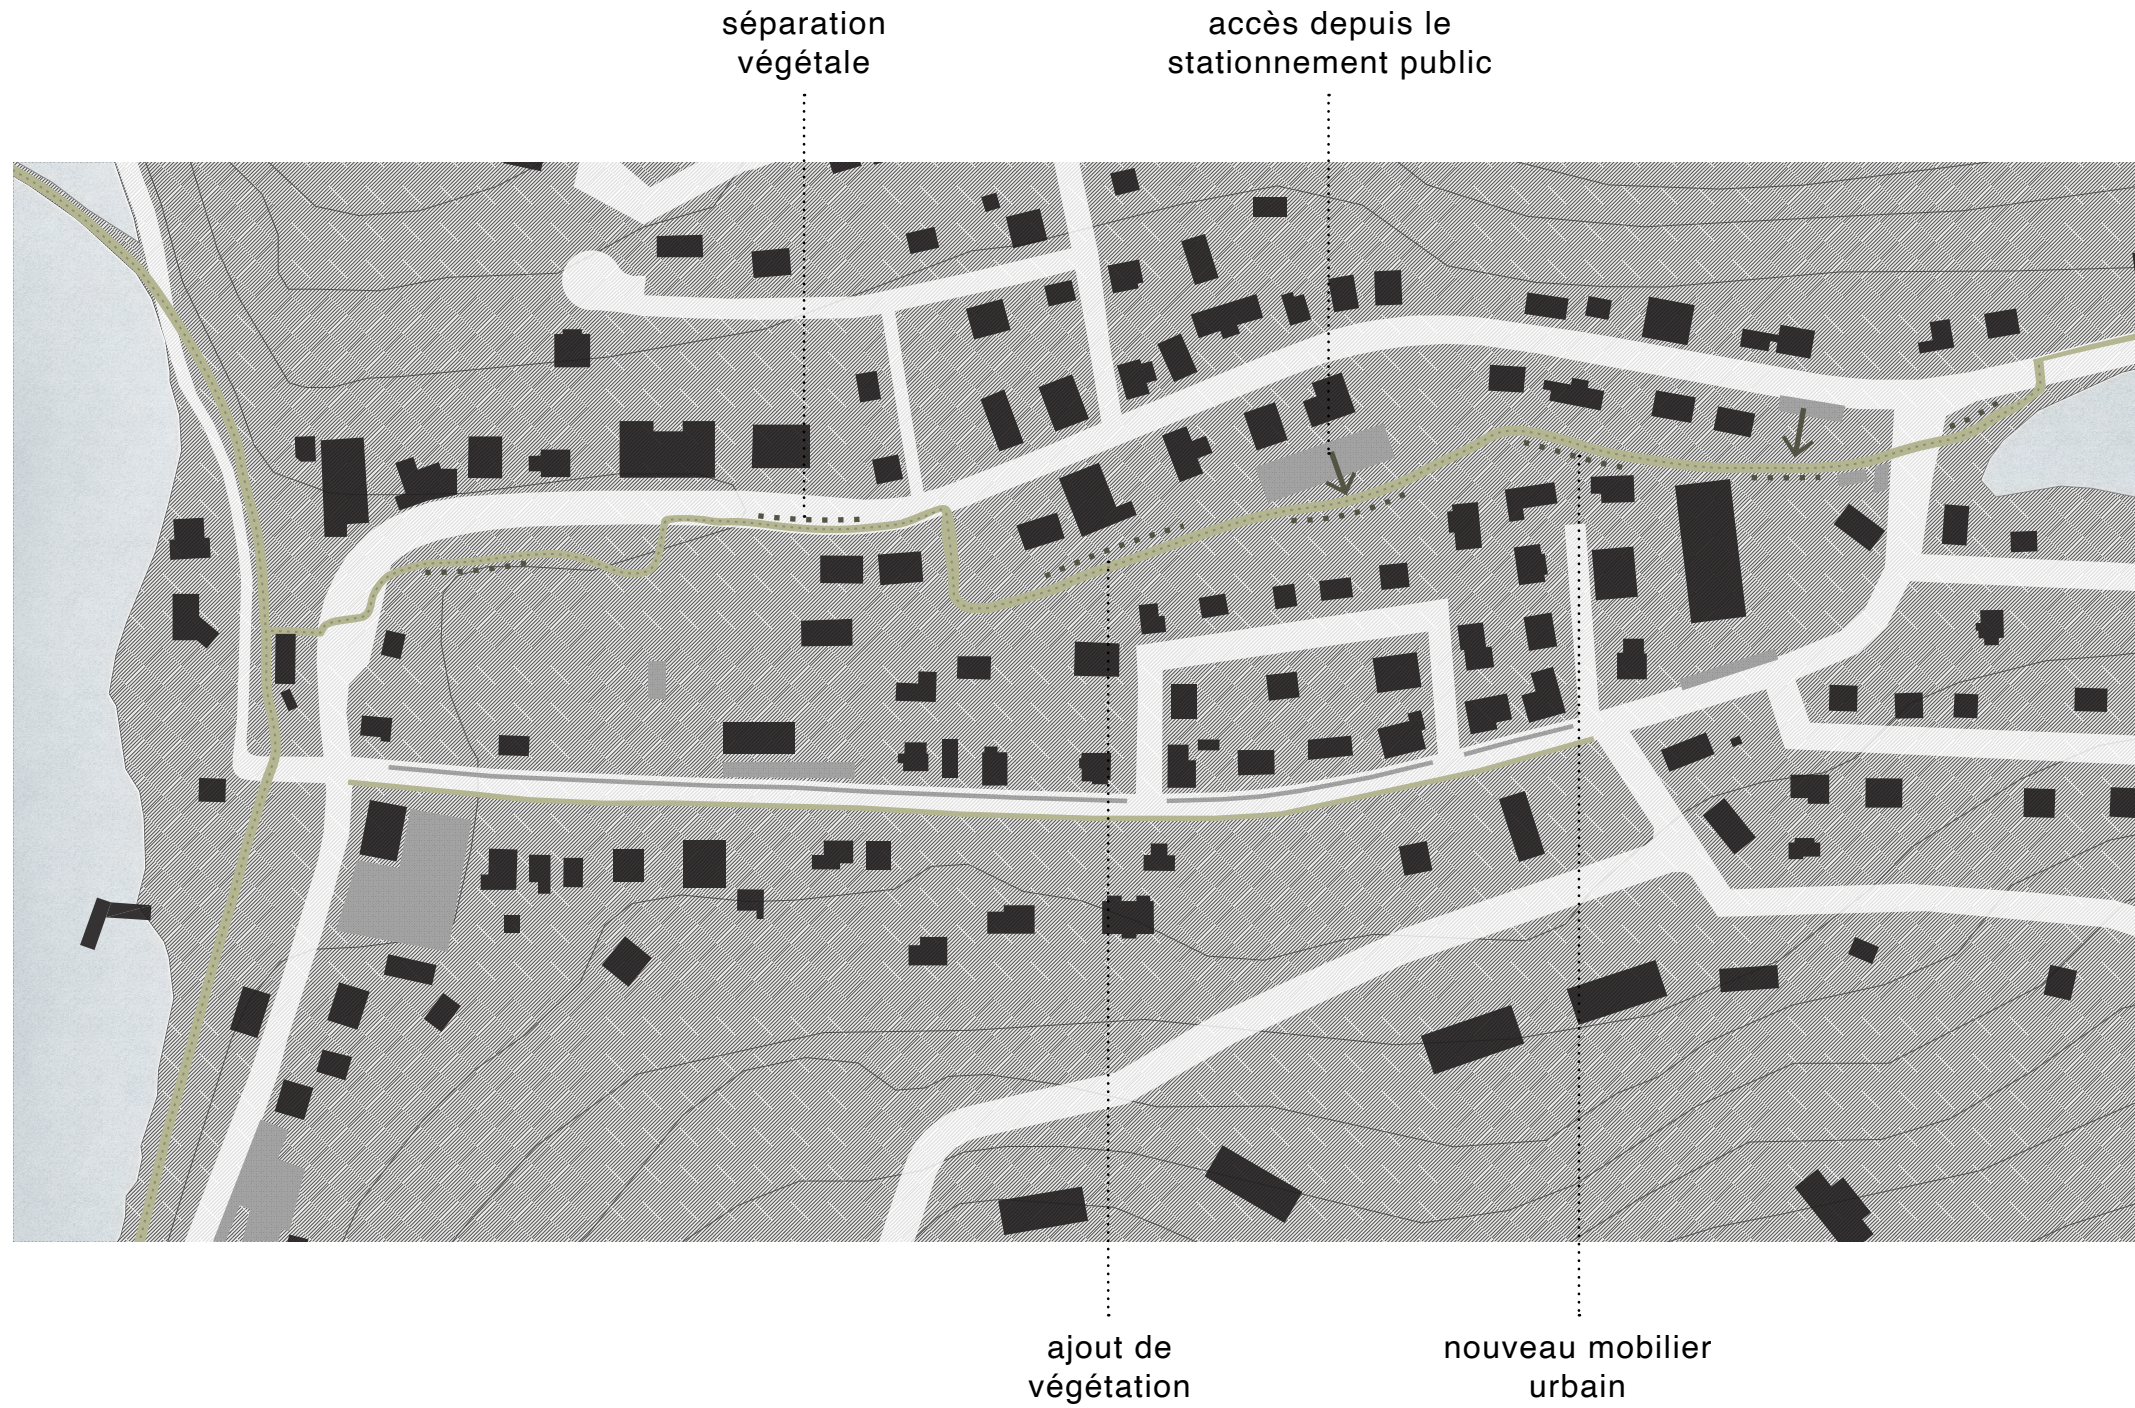 séparation
végétale
accès depuis le
stationnement public
ajout de
végétation
nouveau mobilier
urbain